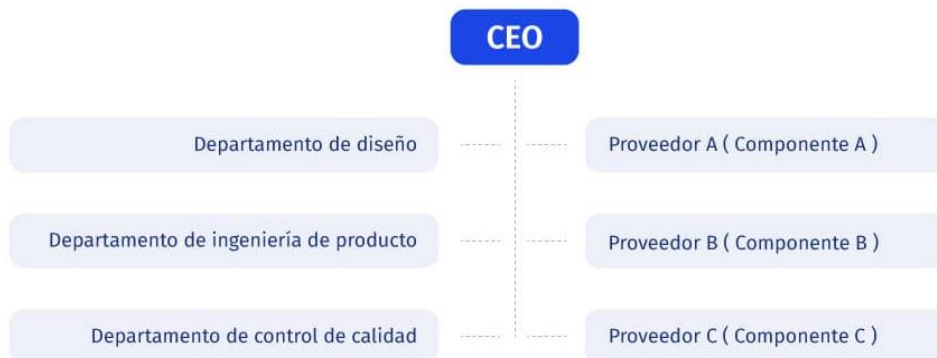 CEO
Departamento de diseño
Proveedor A ( Componente A )
Departamento de ingeniería de producto
Proveedor B ( Componente B )
Departamento de control de calidad
Proveedor C ( Componente C )